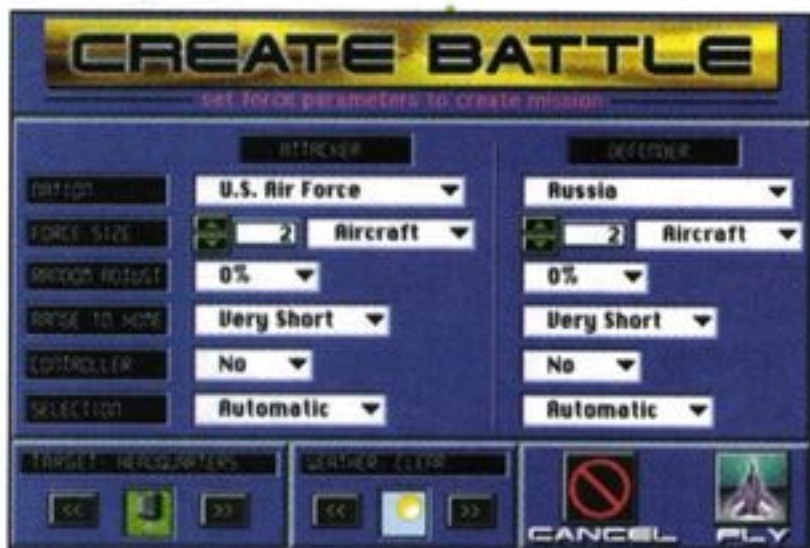 CREATE BATTLE
set force parameters to create mission
ATTACKER DEFENDER
NATION U.S. Air Force Russia
FORCE SIZE 2 Aircraft 2 Aircraft
RANDOM ADJUST 0% 0%
RANGE TO HOME Very Short Very Short
CONTROLLER No No
SELECTION Automatic Automatic
TARGET: HEADQUARTERS WEATHER: CLEAR
<< >> << >>
CANCEL FLY